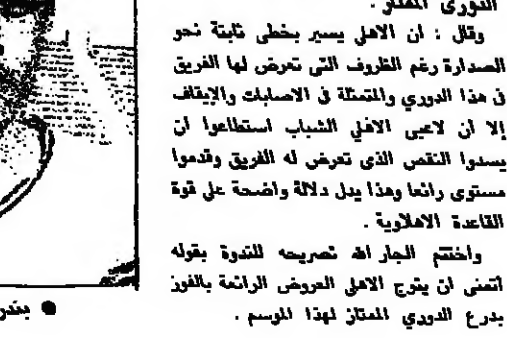 الدورى الممتاز .
وقال : ان الاهلي يسير بخطى ثابتة نحو
الصدارة رغم الظروف التى تعرض لها الفريق
فى هذا الدوري والمتمثلة فى الاصابات والإيقاف
إلا ان لاعبى الاهلي الشباب استطاعوا ان
يسدوا النقص الذى تعرض له الفريق وقدموا
مستوى رائعا وهذا يدل دلالة واضحة على قوة
القاعدة الاهلاوية .
واختتم الجار الله تصريحه للندوة بقوله
أتمنى ان يتوج الاهلي العروض الرائعة بالفوز
بدرع الدوري الممتاز لهذا الموسم .
● بندر